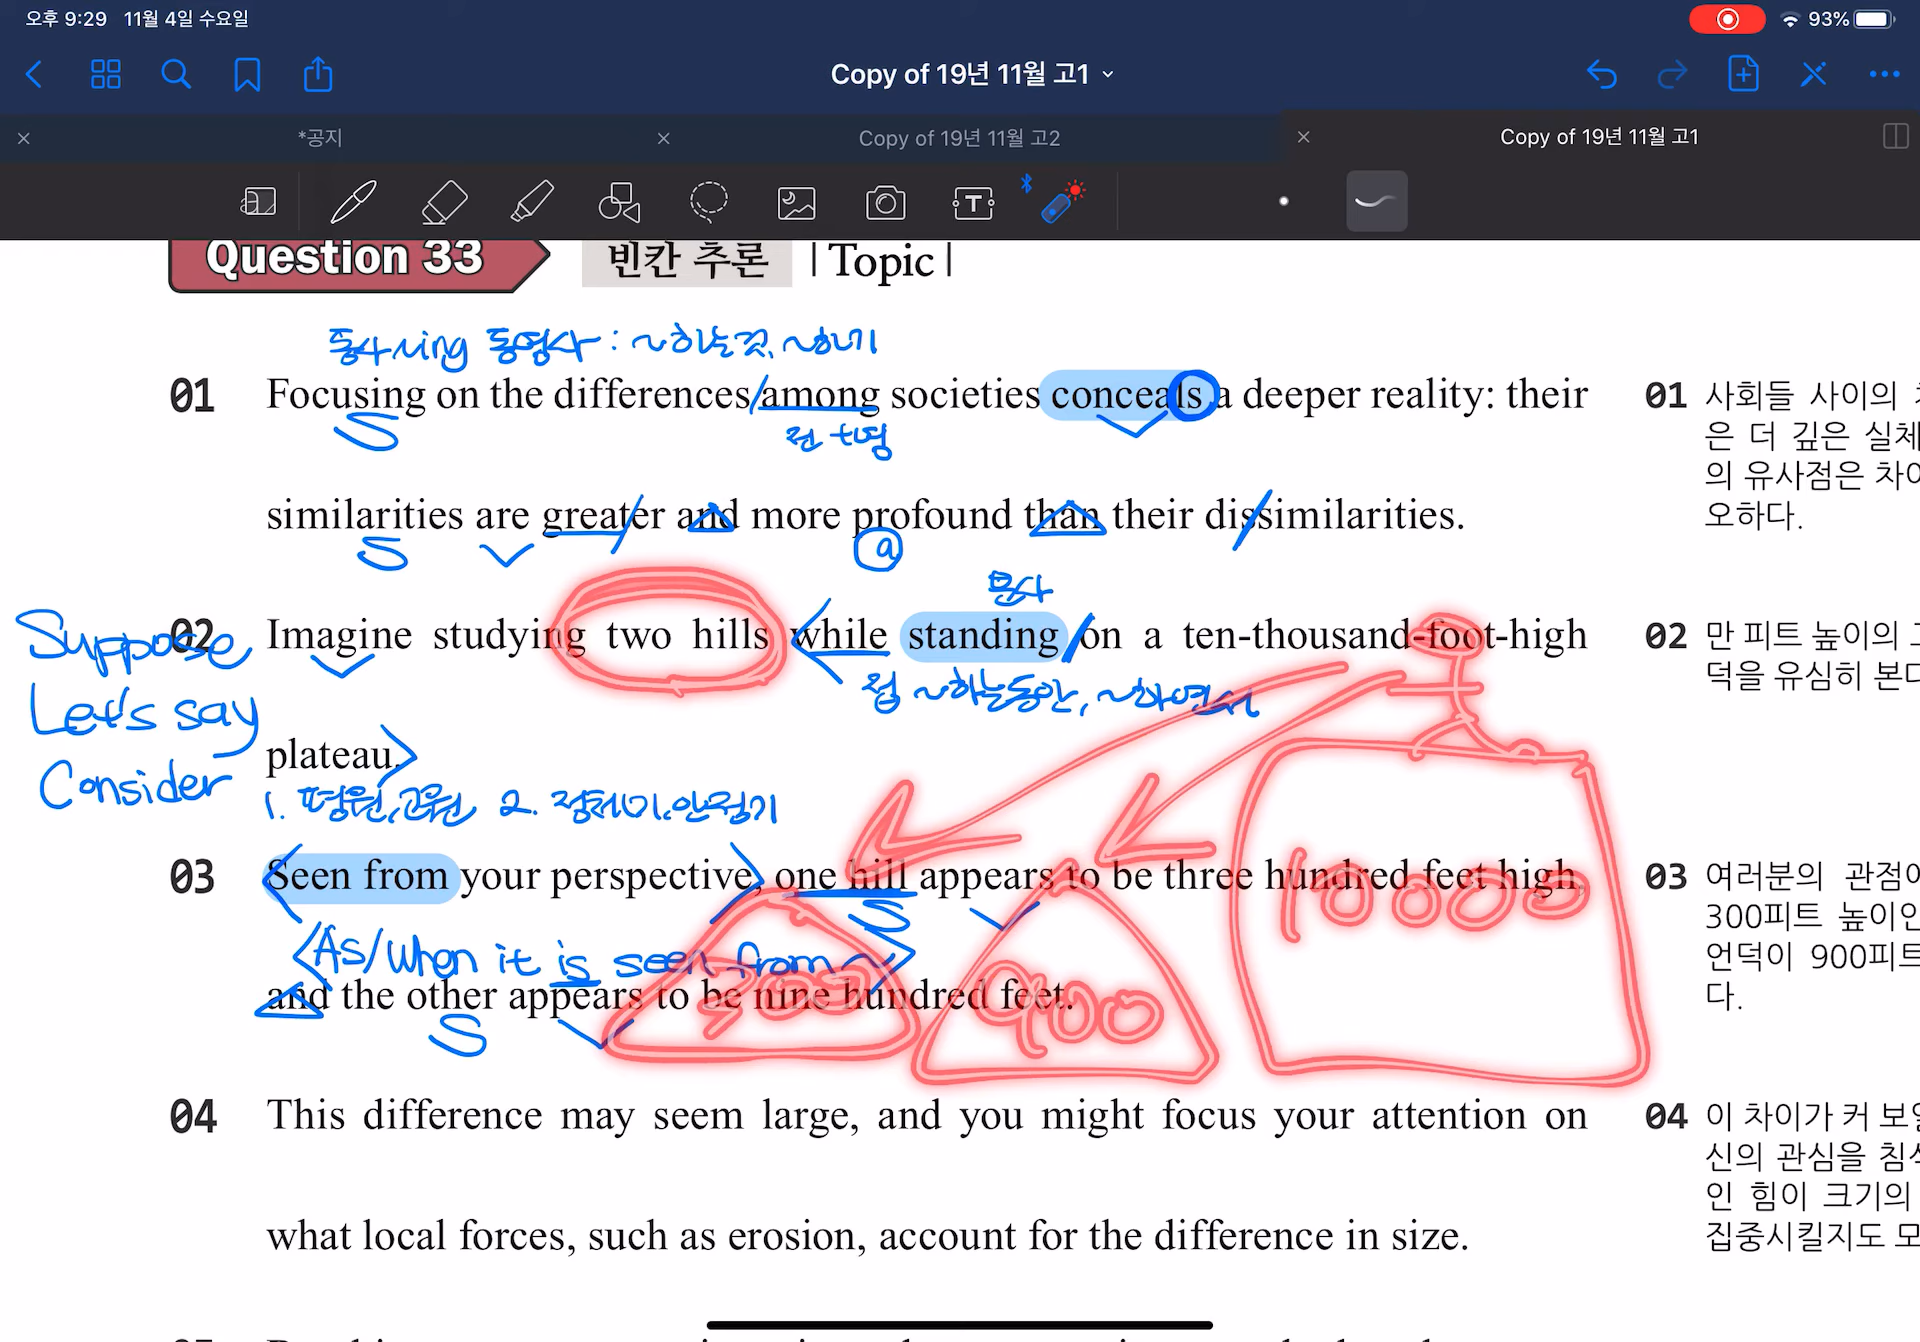 오후 9:29 11월 4일 수요일
93%
Copy of 19년 11월 고1
*공지
Copy of 19년 11월 고2
Copy of 19년 11월 고1
Question 33 빈칸 추론 | Topic |
동사+ing 동명사 : ~하는것, ~하기
01 Focusing on the differences among societies conceals a deeper reality: their
S
전+명
similarities are greater and more profound than their dissimilarities.
S
a
분사
02 Imagine studying two hills while standing on a ten-thousand-foot-high
접 ~하는동안, ~하면서
Suppose
Let's say
Consider
plateau.
1. 평원, 고원 2. 정체기, 안정기
03 Seen from your perspective, one hill appears to be three hundred feet high,
S
As/When it is seen from~
and the other appears to be nine hundred feet.
S
300
900
10000
04 This difference may seem large, and you might focus your attention on
what local forces, such as erosion, account for the difference in size.
01 사회들 사이의
은 더 깊은 실체
의 유사점은 차이
오하다.
02 만 피트 높이의
덕을 유심히 본다
03 여러분의 관점에
300피트 높이인
언덕이 900피트
다.
04 이 차이가 커 보일
신의 관심을 침식
인 힘이 크기의
집중시킬지도 모